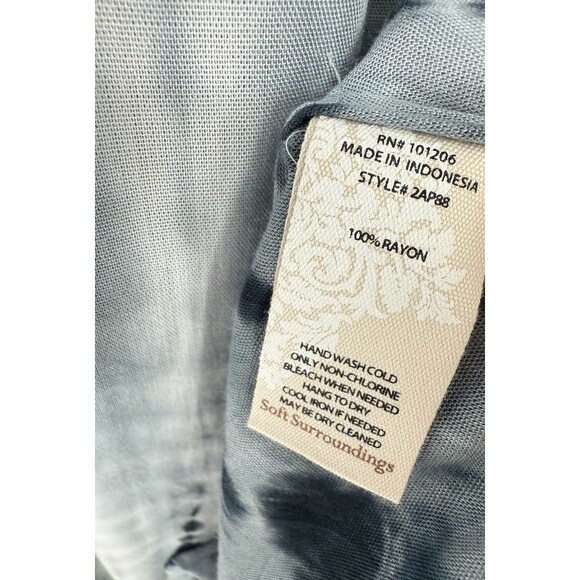 RN# 101206
MADE IN INDONESIA
STYLE# 2AP88
100% RAYON
HAND WASH COLD
ONLY NON-CHLORINE
BLEACH WHEN NEEDED
HANG TO DRY
COOL IRON IF NEEDED
MAY BE DRY CLEANED
Soft Surroundings